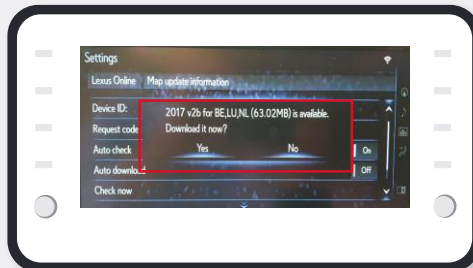 Settings
Lexus Online Map update information
Device ID:
2017 v2b for BE,LU,NL (63.02MB) is available.
Request code
Download it now?
Auto check
Yes
No
On
Auto download
Off
Check now